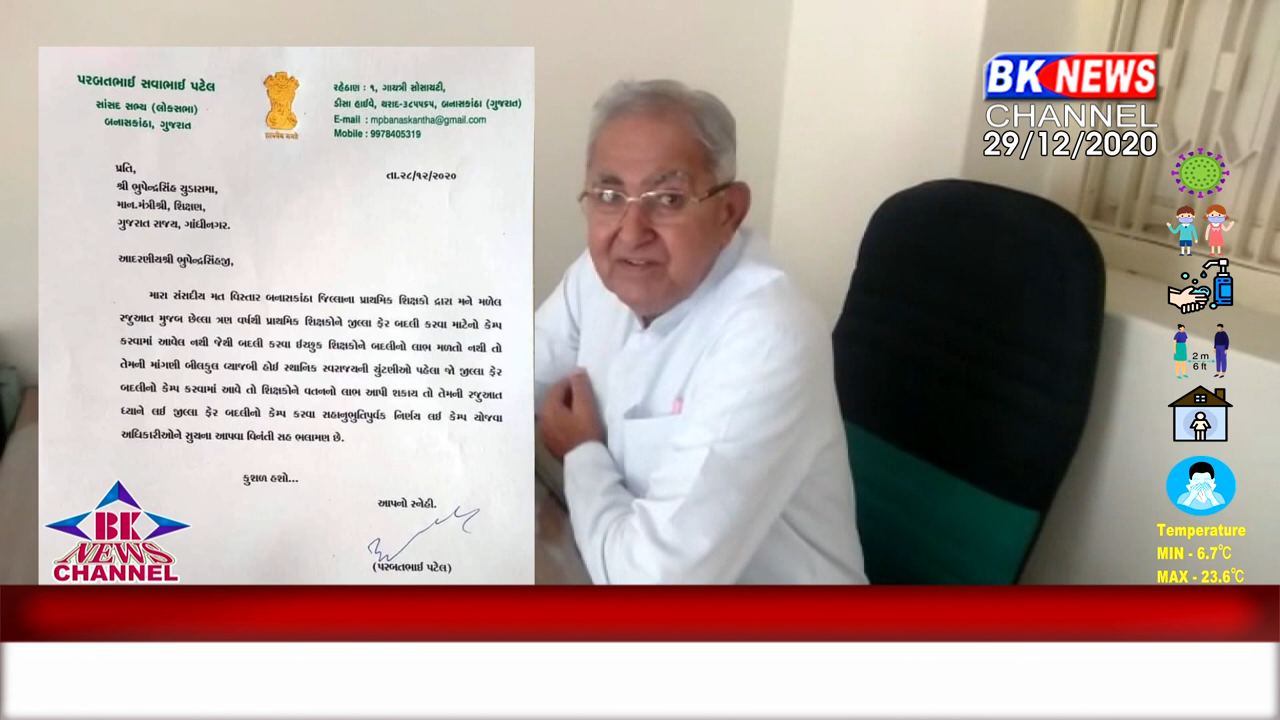 પરબતભાઈ સવાભાઈ પટેલ
સાંસદ સભ્ય (લોકસભા)
બનાસકાંઠા, ગુજરાત
રહેઠાણ : ૧, ગાયત્રી સોસાયટી,
ડીસા હાઈવે, થરાદ-૩૮૫૫૬૫, બનાસકાંઠા (ગુજરાત)
E-mail : mpbanaskantha@gmail.com
Mobile : 9978405319
પ્રતિ,
તા.૨૮/૧૨/૨૦૨૦
શ્રી ભુપેન્દ્રસિંહ ચુડાસમા,
માન.મંત્રીશ્રી, શિક્ષણ,
ગુજરાત રાજ્ય, ગાંધીનગર.
આદરણીયશ્રી ભુપેન્દ્રસિંહજી,
મારા સંસદીય મત વિસ્તાર બનાસકાંઠા જિલ્લાના પ્રાથમિક શિક્ષકો દ્વારા મને મળેલ
રજુઆત મુજબ છેલ્લા ત્રણ વર્ષથી પ્રાથમિક શિક્ષકોને જીલ્લા ફેર બદલી કરવા માટેનો કેમ્પ
કરવામાં આવેલ નથી જેથી બદલી કરવા ઈચ્છુક શિક્ષકોને બદલીનો લાભ મળતો નથી તો
તેમની માંગણી બીલકુલ વ્યાજબી હોઈ સ્થાનિક સ્વરાજ્યની ચુંટણીઓ પહેલા જો જીલ્લા ફેર
બદલીનો કેમ્પ કરવામાં આવે તો શિક્ષકોને વતનનો લાભ આપી શકાય તો તેમની રજુઆત
ધ્યાને લઈ જીલ્લા ફેર બદલીનો કેમ્પ કરવા સહાનુભુતિપુર્વક નિર્ણય લઈ કેમ્પ યોજવા
અધિકારીઓને સુચના આપવા વિનંતી સહ ભલામણ છે.
કુશળ હશો...
આપનો સ્નેહી.
(પરબતભાઈ પટેલ)
BK NEWS
CHANNEL
29/12/2020
2 m
6 ft
Temperature
MIN - 6.7℃
MAX - 23.6℃
BK
NEWS
CHANNEL